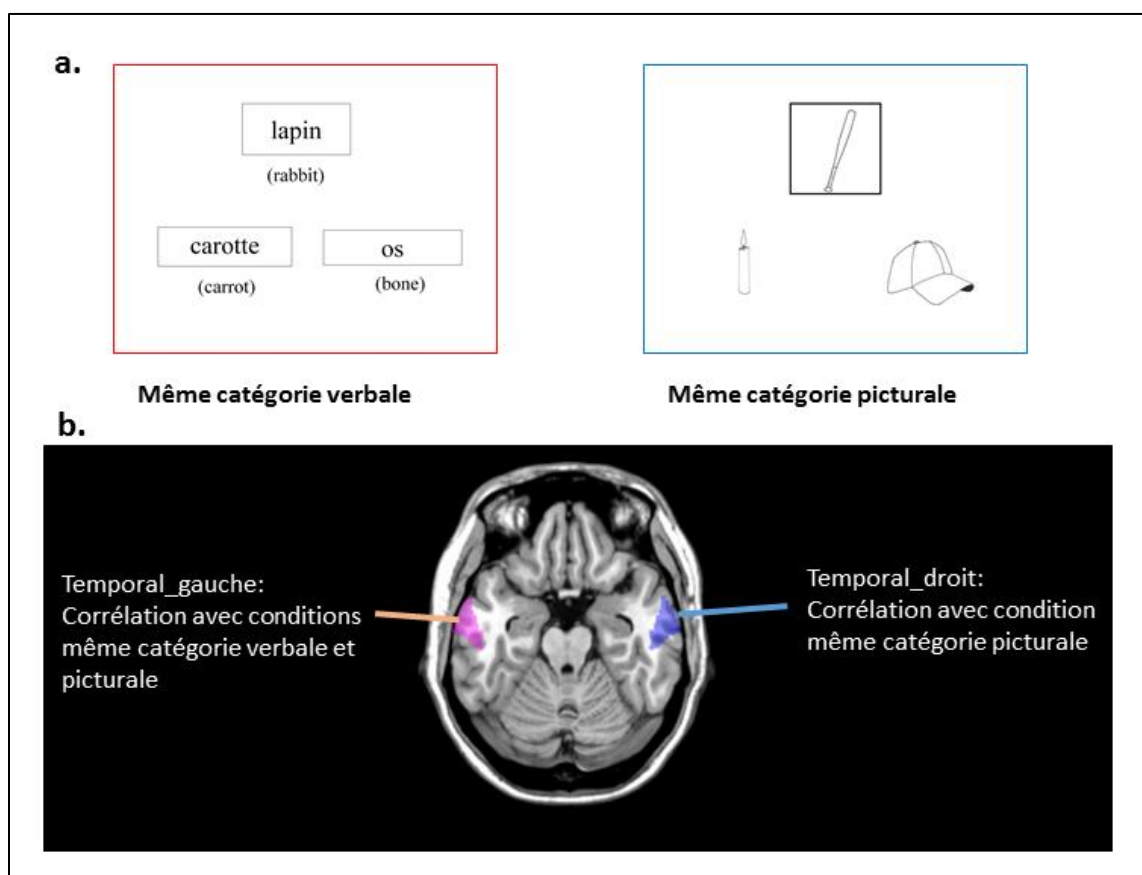 a.
lapin
(rabbit)
carotte
os
(carrot)
(bone)
Même catégorie verbale
Même catégorie picturale
b.
Temporal_gauche:
Corrélation avec conditions
même catégorie verbale et
picturale
Temporal_droit:
Corrélation avec condition
même catégorie picturale